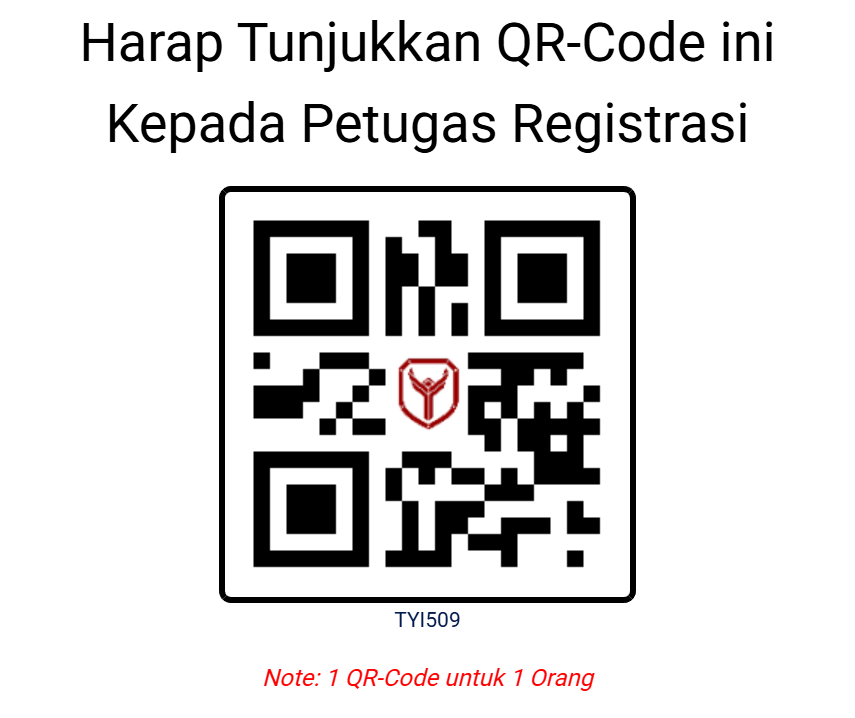 Harap Tunjukkan QR-Code ini
Kepada Petugas Registrasi
TYI509
Note: 1 QR-Code untuk 1 Orang